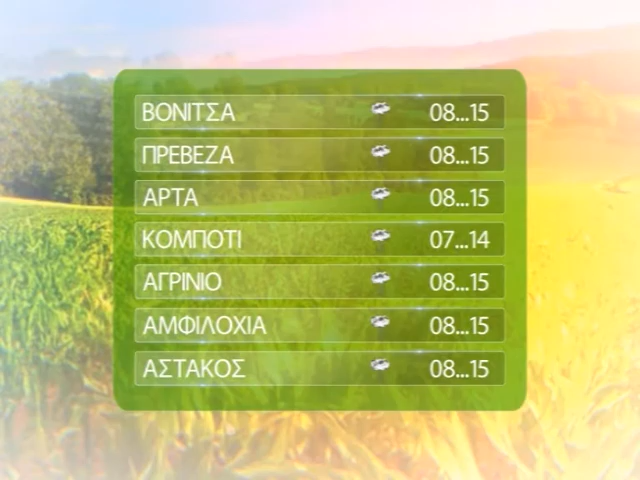 ΒΟΝΙΤΣΑ 08...15
ΠΡΕΒΕΖΑ 08...15
ΑΡΤΑ 08...15
ΚΟΜΠΟΤΙ 07...14
ΑΓΡΙΝΙΟ 08...15
ΑΜΦΙΛΟΧΙΑ 08...15
ΑΣΤΑΚΟΣ 08...15